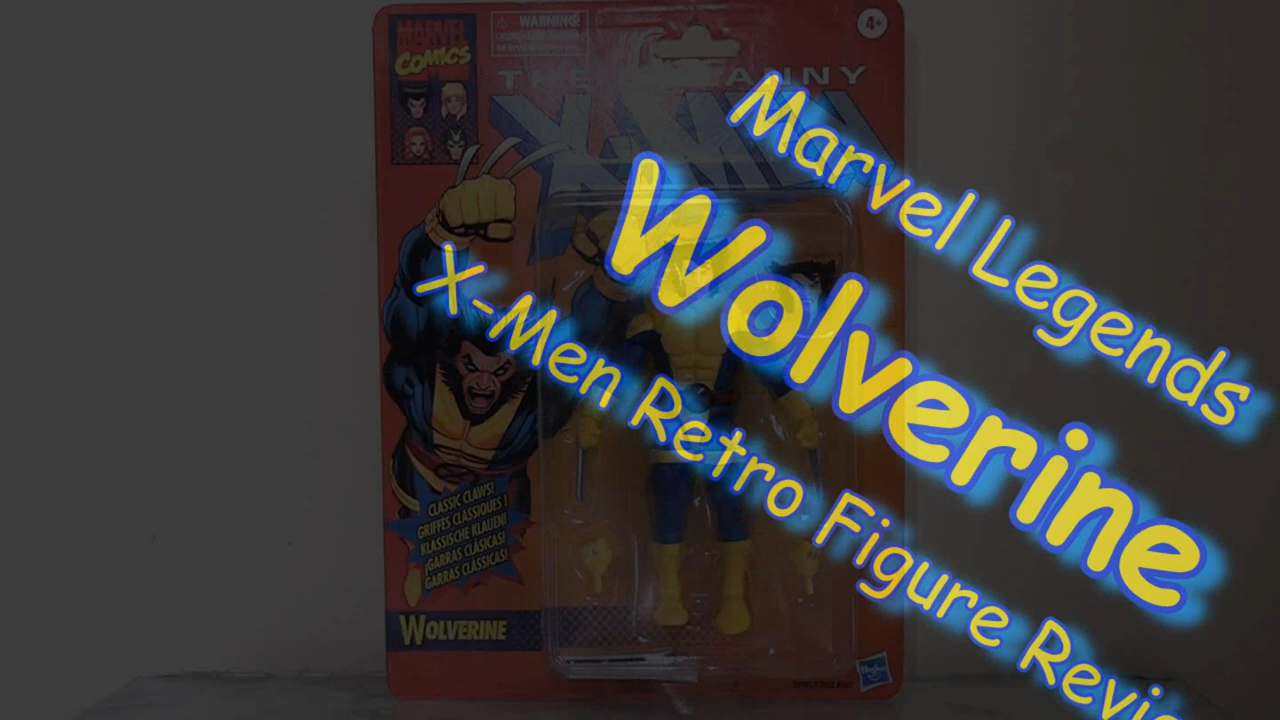 MARVEL
COMICS
WARNING:
4+
THE UNCANNY
X-MEN
Marvel Legends
Wolverine
X-Men Retro Figure Revie
CLASSIC CLAWS!
GRIFFES CLASSIQUES!
KLASSISCHE KLAUEN!
¡GARRAS CLÁSICAS!
GARRAS CLÁSSICAS!
WOLVERINE
Hasbro